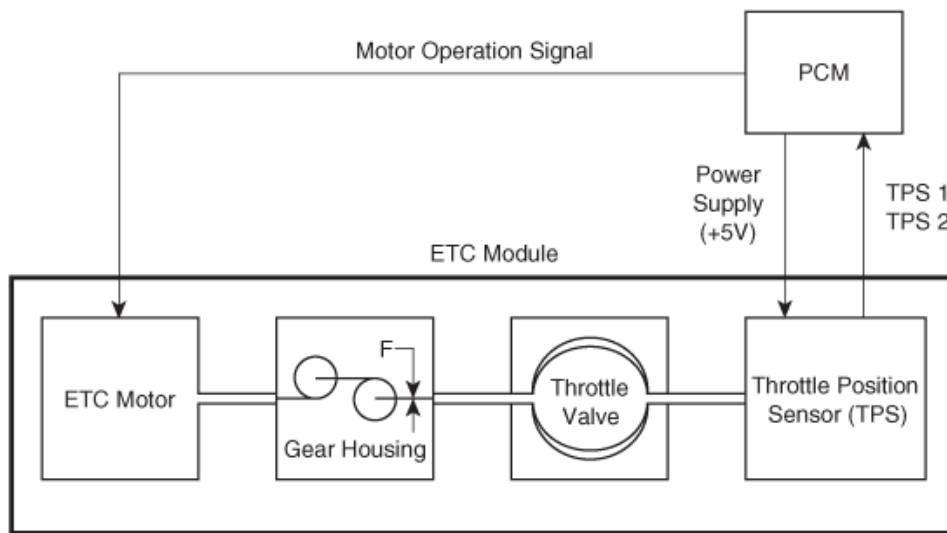 Motor Operation Signal
PCM
Power
Supply
(+5V)
TPS 1
TPS 2
ETC Module
ETC Motor
F
Gear Housing
Throttle
Valve
Throttle Position
Sensor (TPS)